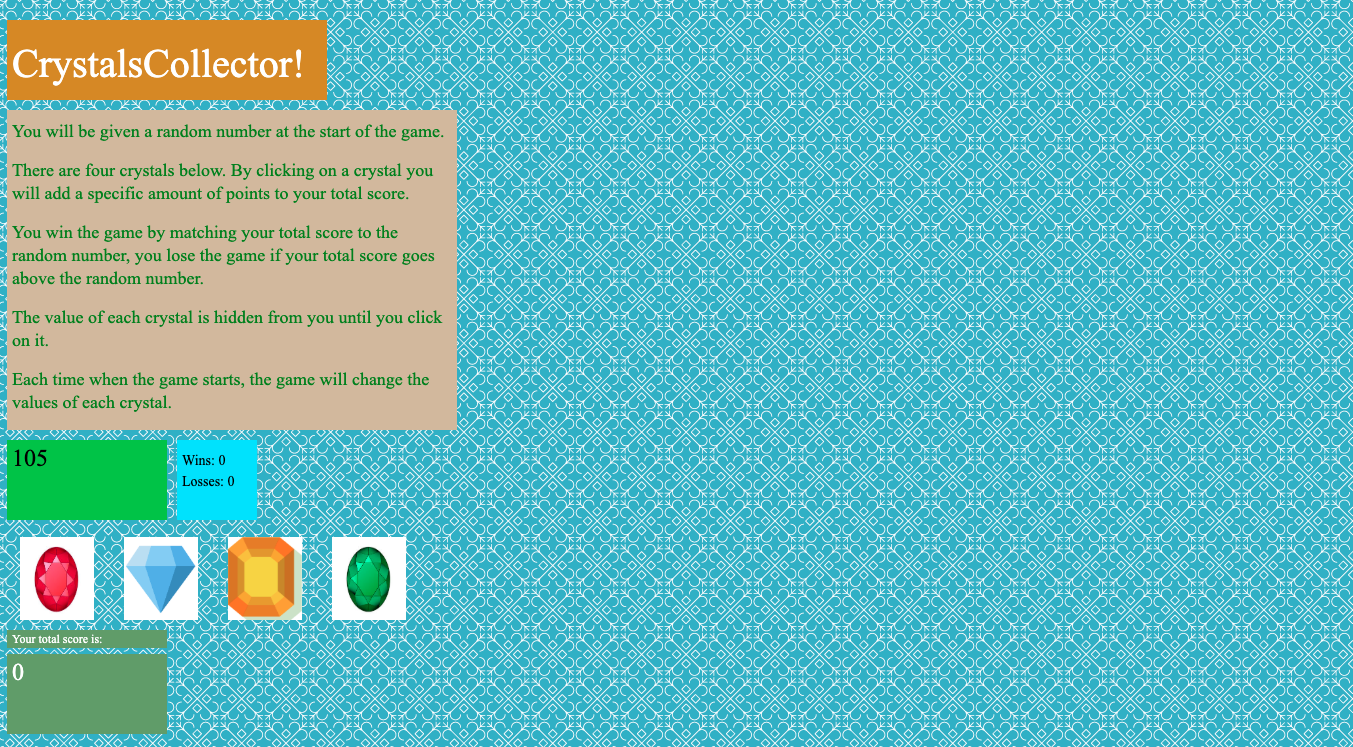 CrystalsCollector!
You will be given a random number at the start of the game.
There are four crystals below. By clicking on a crystal you
will add a specific amount of points to your total score.
You win the game by matching your total score to the
random number, you lose the game if your total score goes
above the random number.
The value of each crystal is hidden from you until you click
on it.
Each time when the game starts, the game will change the
values of each crystal.
105
Wins: 0
Losses: 0
Your total score is:
0